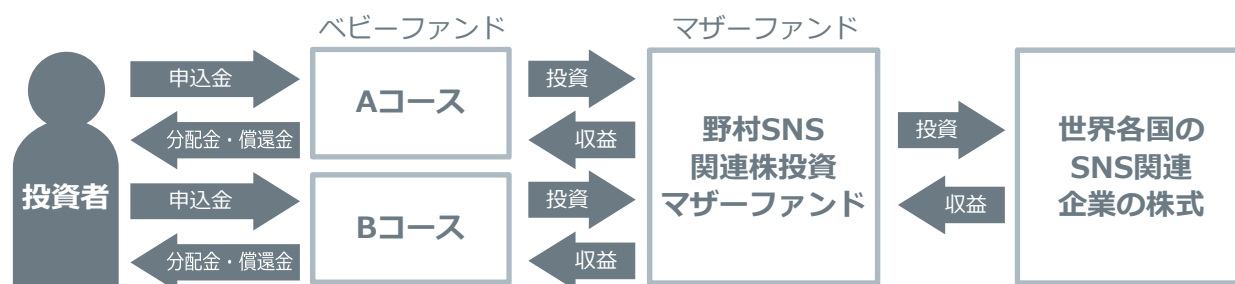 ベビーファンド
マザーファンド
投資者
申込金
分配金・償還金
申込金
分配金・償還金
Aコース
Bコース
投資
収益
投資
収益
野村SNS
関連株投資
マザーファンド
投資
収益
世界各国の
SNS関連
企業の株式